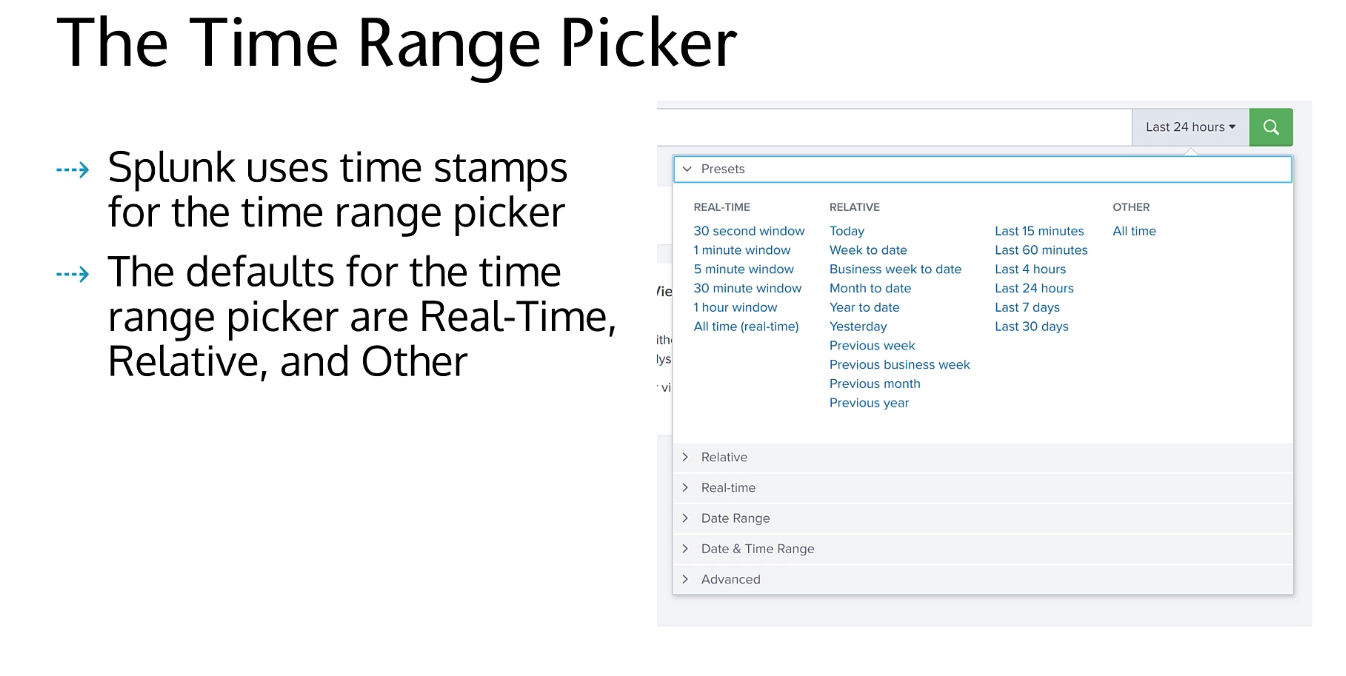 The Time Range Picker
Splunk uses time stamps
for the time range picker
The defaults for the time
range picker are Real-Time,
Relative, and Other
Last 24 hours
Presets
REAL-TIME
30 second window
1 minute window
5 minute window
30 minute window
1 hour window
All time (real-time)
RELATIVE
Today
Week to date
Business week to date
Month to date
Year to date
Yesterday
Previous week
Previous business week
Previous month
Previous year
Last 15 minutes
Last 60 minutes
Last 4 hours
Last 24 hours
Last 7 days
Last 30 days
OTHER
All time
Relative
Real-time
Date Range
Date & Time Range
Advanced